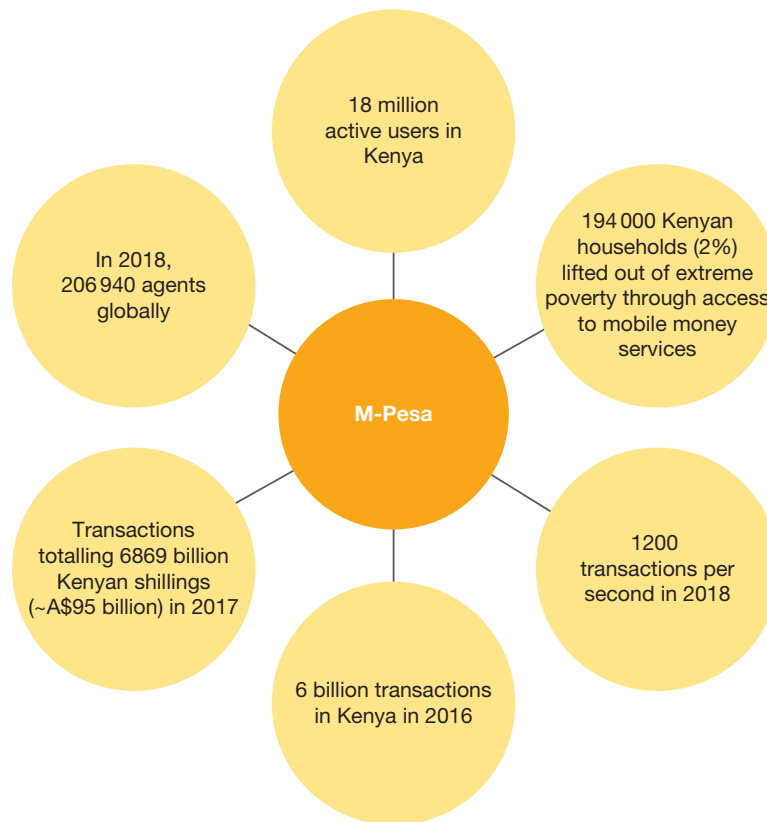 18 million
active users in
Kenya
194 000 Kenyan
households (2%)
lifted out of extreme
poverty through access
to mobile money
services
In 2018,
206 940 agents
globally
M-Pesa
Transactions
totalling 6869 billion
Kenyan shillings
(~A$95 billion) in 2017
1200
transactions per
second in 2018
6 billion transactions
in Kenya in 2016